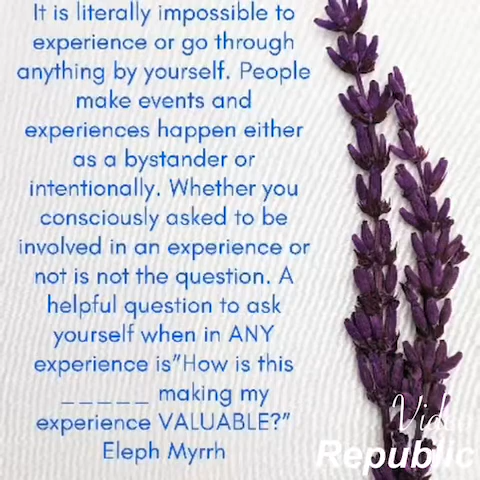 It is literally impossible to
experience or go through
anything by yourself. People
make events and
experiences happen either
as a bystander or
intentionally. Whether you
consciously asked to be
involved in an experience or
not is not the question. A
helpful question to ask
yourself when in ANY
experience is"How is this
_____ making my
experience VALUABLE?"
Eleph Myrrh
Video
Republic